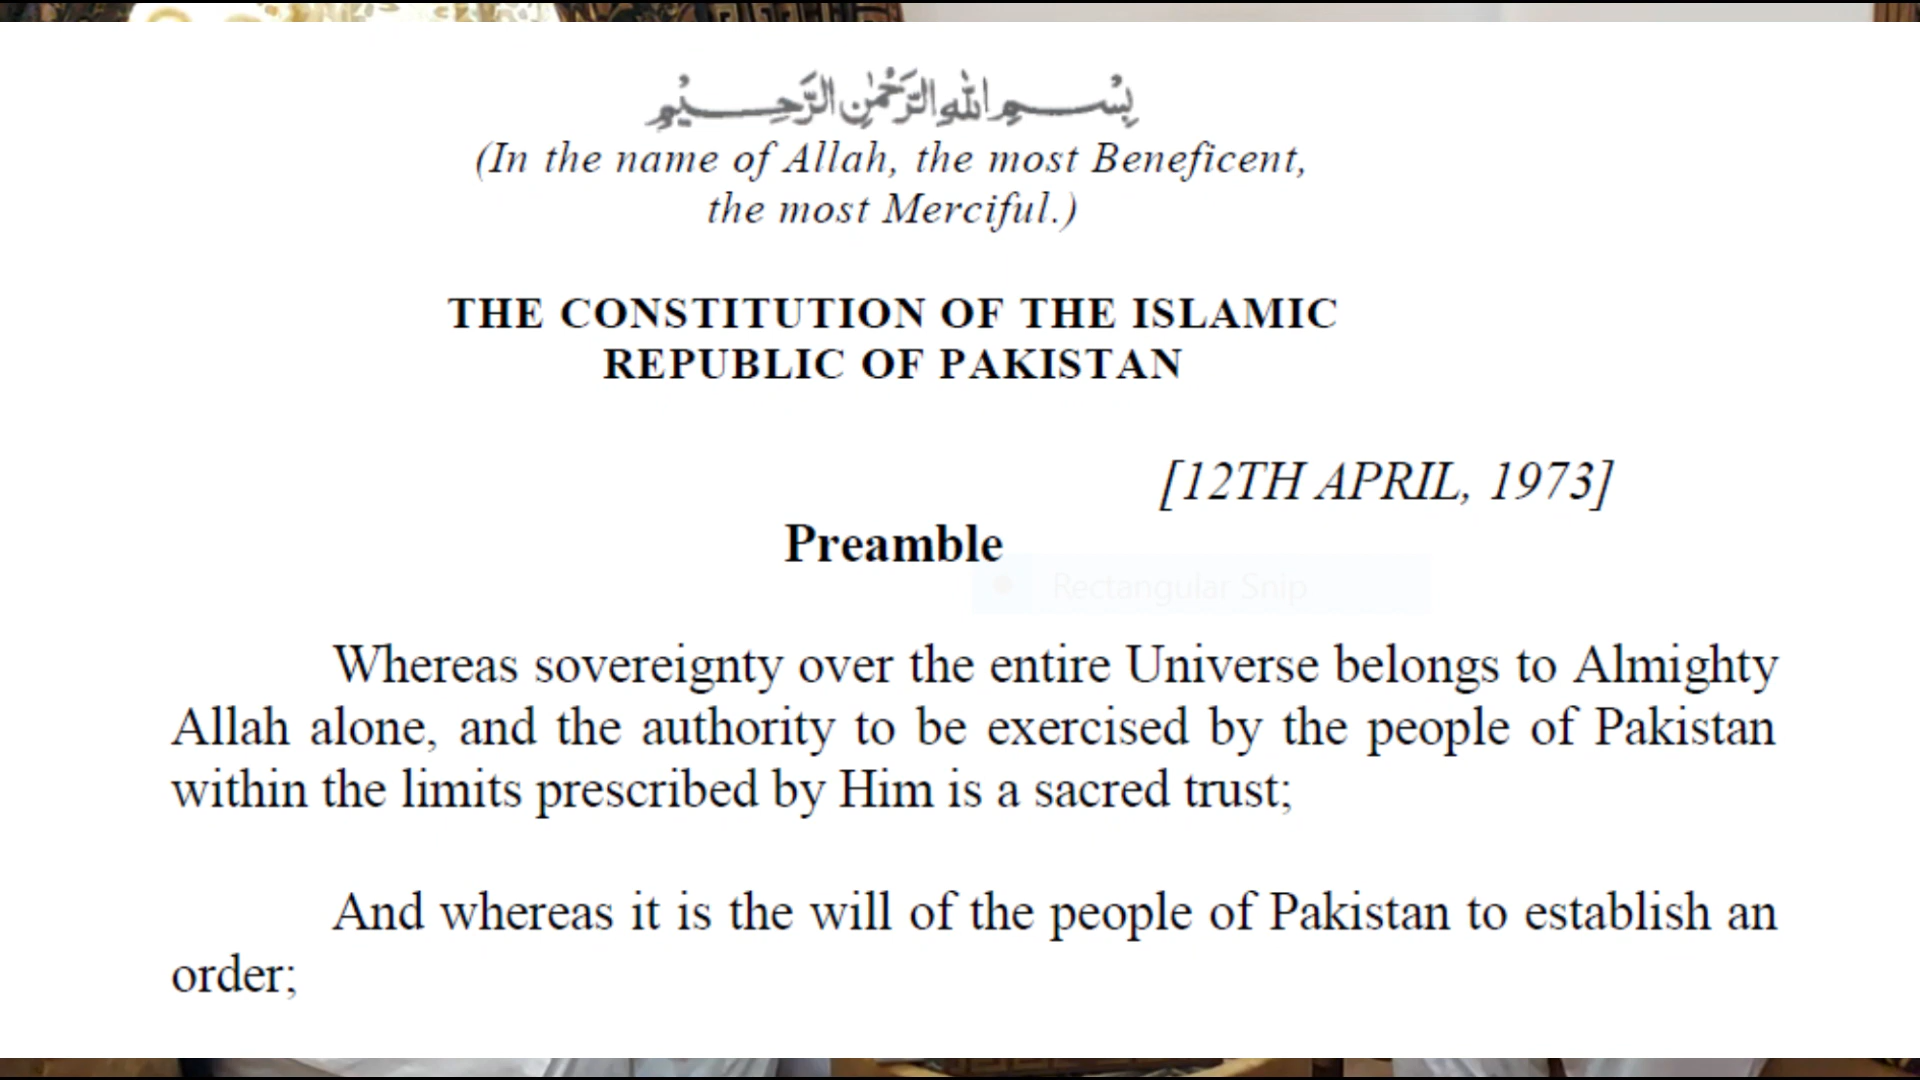 بِسْمِ اللهِ الرَّحْمٰنِ الرَّحِيْمِ
(In the name of Allah, the most Beneficent,
the most Merciful.)
THE CONSTITUTION OF THE ISLAMIC
REPUBLIC OF PAKISTAN
[12TH APRIL, 1973]
Preamble
Rectangular Snip
Whereas sovereignty over the entire Universe belongs to Almighty
Allah alone, and the authority to be exercised by the people of Pakistan
within the limits prescribed by Him is a sacred trust;
And whereas it is the will of the people of Pakistan to establish an
order;